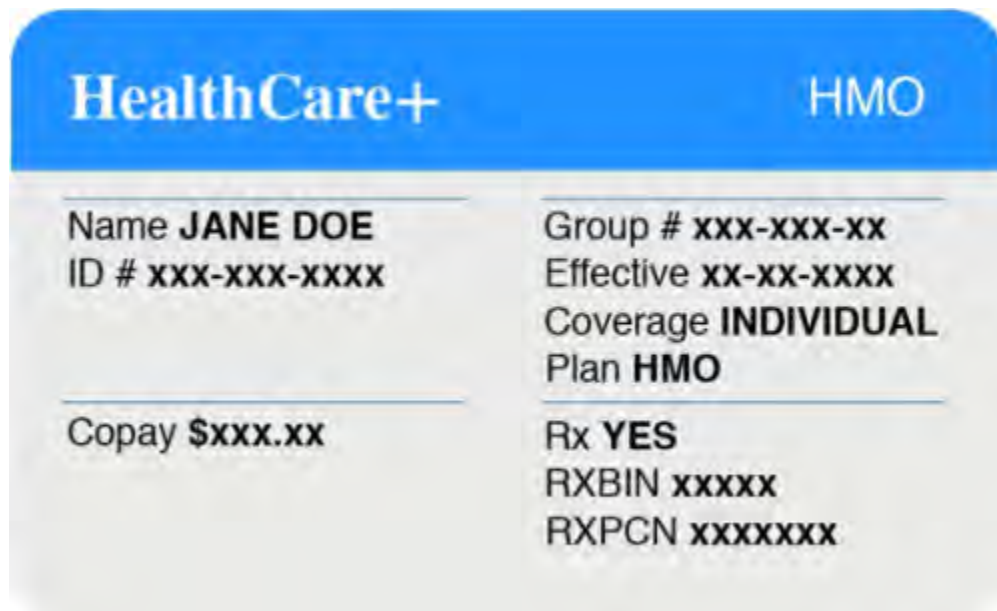 HealthCare+
HMO
Name JANE DOE
ID # xxx-xxx-xxxx
Group # xxx-xxx-xx
Effective xx-xx-xxxx
Coverage INDIVIDUAL
Plan HMO
Copay $xxx.xx
Rx YES
RXBIN xxxxx
RXPCN xxxxxxx